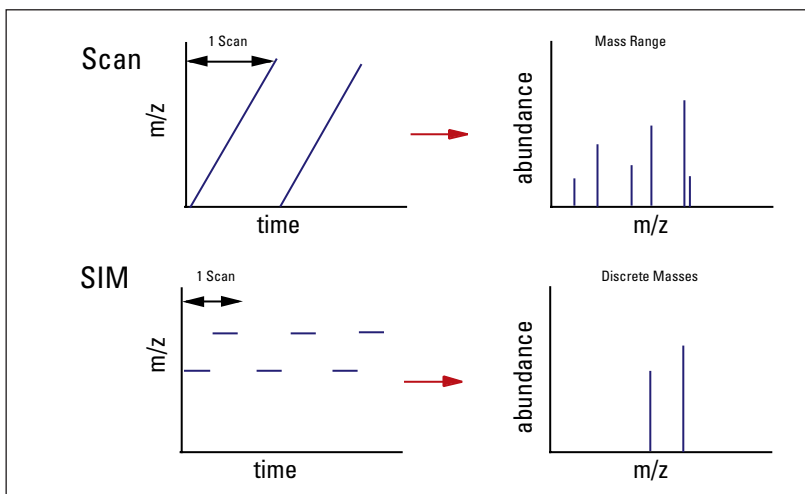 Scan
1 Scan
m/z
time
Mass Range
abundance
m/z
SIM
1 Scan
m/z
time
Discrete Masses
abundance
m/z